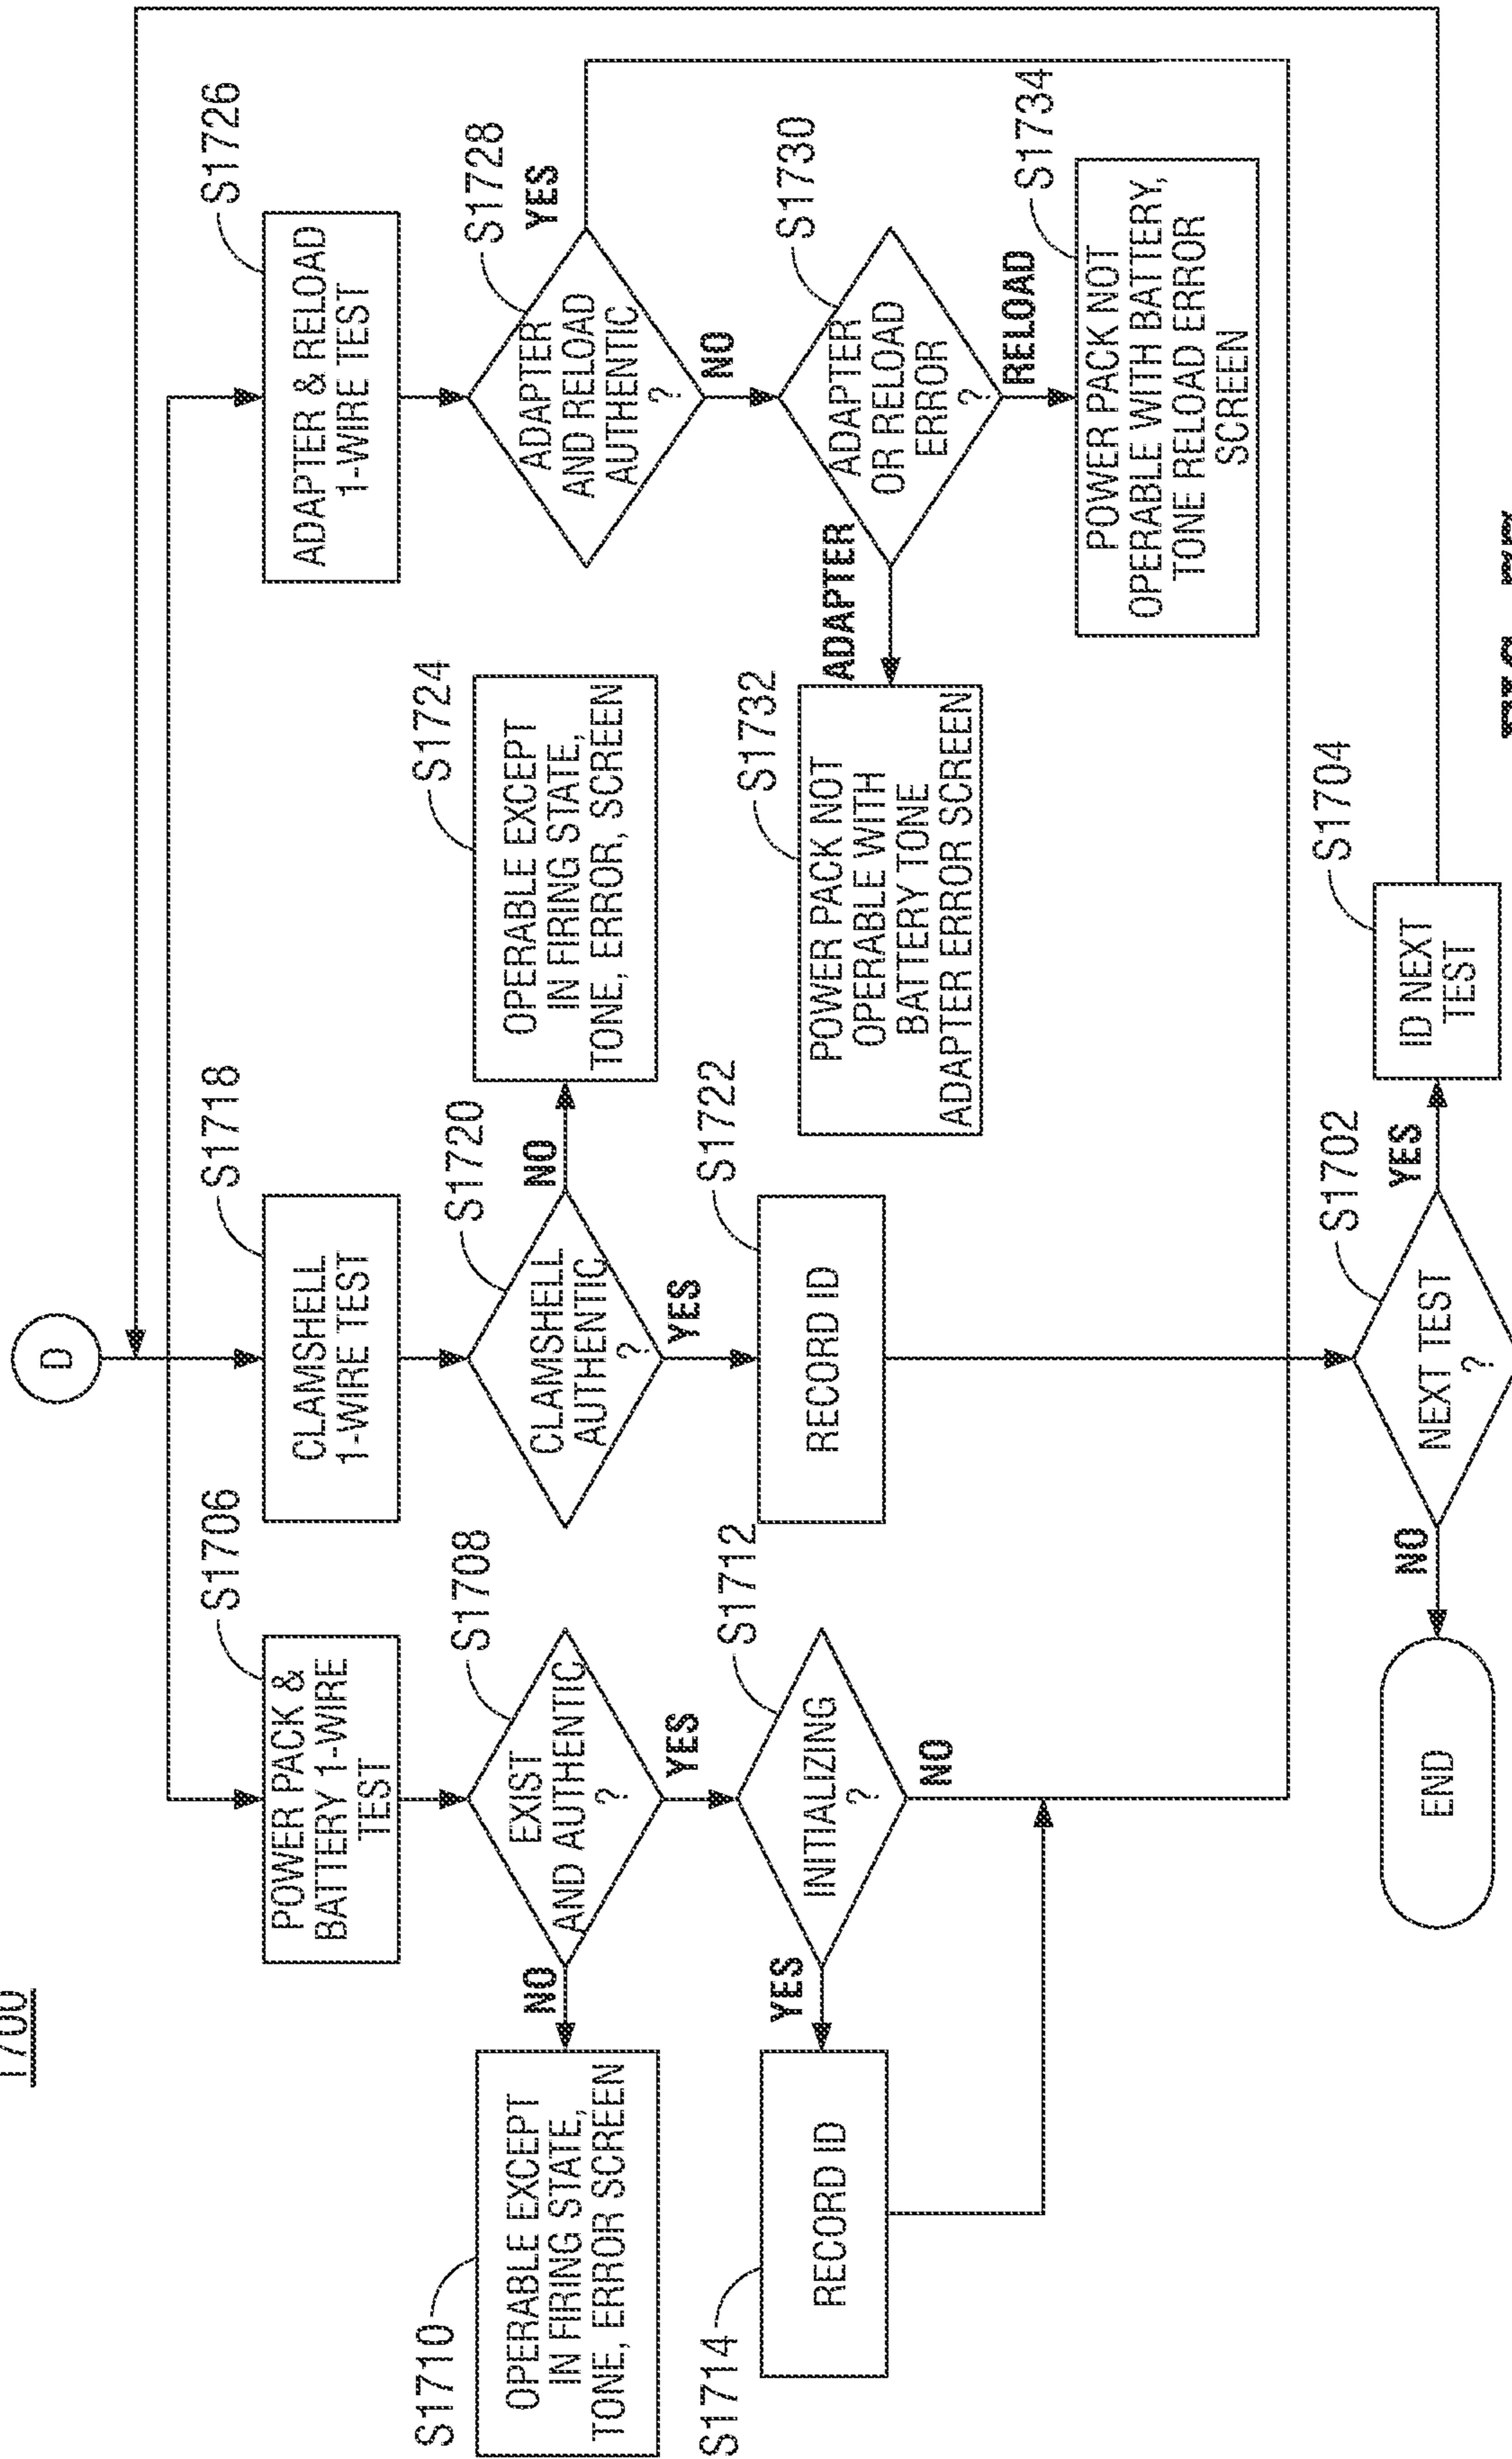 1700
D
S1706
POWER PACK &
BATTERY 1-WIRE
TEST
S1708
EXIST
AND AUTHENTIC
?
NO
YES
S1710
OPERABLE EXCEPT
IN FIRING STATE,
TONE, ERROR SCREEN
S1712
INITIALIZING
?
YES
NO
S1714
RECORD ID
S1718
CLAMSHELL
1-WIRE TEST
S1720
CLAMSHELL
AUTHENTIC
?
NO
YES
S1724
OPERABLE EXCEPT
IN FIRING STATE,
TONE, ERROR, SCREEN
S1722
RECORD ID
S1726
ADAPTER & RELOAD
1-WIRE TEST
S1728
ADAPTER
AND RELOAD
AUTHENTIC
?
YES
NO
S1730
ADAPTER
OR RELOAD
ERROR
?
ADAPTER
RELOAD
S1732
POWER PACK NOT
OPERABLE WITH
BATTERY TONE
ADAPTER ERROR SCREEN
S1734
POWER PACK NOT
OPERABLE WITH BATTERY,
TONE RELOAD ERROR
SCREEN
S1702
NEXT TEST
?
NO
YES
S1704
ID NEXT
TEST
END